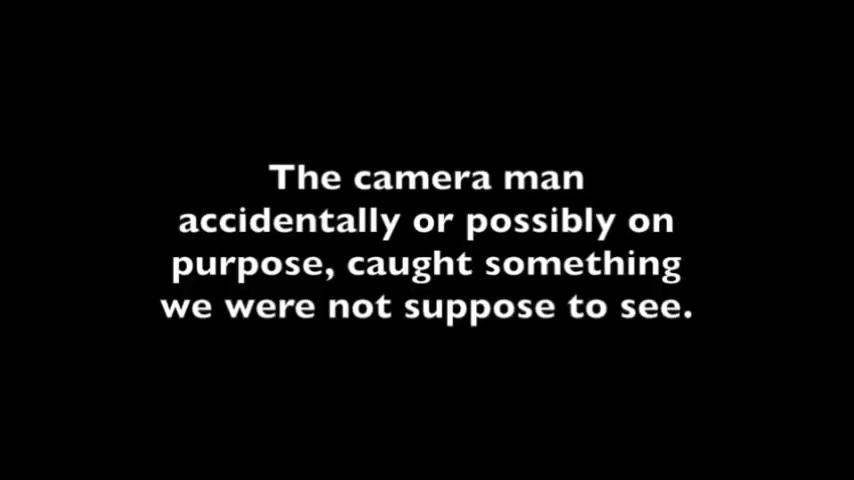 The camera man
accidentally or possibly on
purpose, caught something
we were not suppose to see.